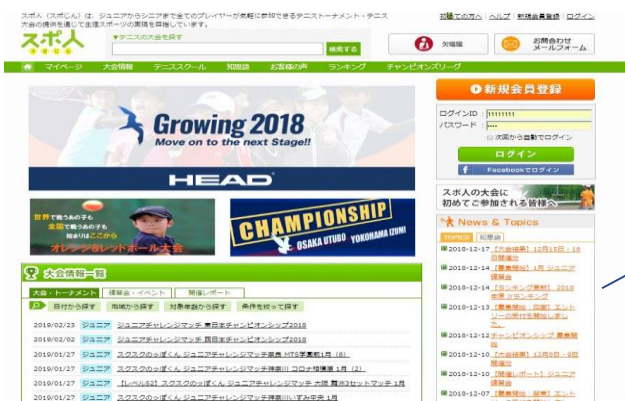 スポ人（スポじん）は、ジュニアからシニアまで全てのプレイヤーが気軽に参加できるテニストーナメント・テニス
大会の提供を通じて生涯スポーツの実現を目指しています。
初めての方へ | ヘルプ | 新規会員登録 | ログイン
スポ人
▼テニスの大会を探す
検索する
欠場届
お問合わせ
メールフォーム
マイページ 大会情報 テニススクール 知恵袋 お客様の声 ランキング チャンピオンズリーグ
Growing 2018
Move on to the next Stage!!
HEAD
世界で戦うあの子も
全国で戦うあの子も
始まりはここから
オレンジ&レッドボール大会
CHAMPIONSHIP
OSAKA UTUBO YOKOHAMA IZUMI
大会情報一覧
大会・トーナメント 練習会・イベント 開催レポート
日付から探す 地域から探す 対象年齢から探す 条件を絞って探す
2019/02/23 ジュニア ジュニアチャレンジマッチ 東日本チャンピオンシップ2018
2019/02/02 ジュニア ジュニアチャレンジマッチ 西日本チャンピオンシップ2018
2019/01/27 ジュニア スクスクのっぽくん ジュニアチャレンジマッチ奈良 MTS学園前1月（6）
2019/01/27 ジュニア スクスクのっぽくん ジュニアチャレンジマッチ神奈川 コロナ相模原 1月（2）
2019/01/27 ジュニア 【レベルS2】スクスクのっぽくん ジュニアチャレンジマッチ 大阪 舞洲3セットマッチ 1月
2019/01/27 ジュニア スクスクのっぽくん ジュニアチャレンジマッチ神奈川いずみ中央 1月
新規会員登録
ログインID : 11111111
パスワード : ••••
次回から自動でログイン
ログイン
f Facebookでログイン
スポ人の大会に
初めてご参加される皆様へ
News & Topics
TOPICS 知恵袋
2018-12-17 【大会結果】12月15日・16
日開催分
2018-12-14 【募集開始】1月 ジュニア
練習会
2018-12-14 【ランキング更新】2018
年度 Jrランキング
2018-12-13 【募集開始：四国】エント
リーの受付を開始しまし
た。
2018-12-12 チャンピオンシップ 募集開
始
2018-12-10 【大会結果】12月8日・9日
開催分
2018-12-10 【開催レポート】ジュニア
練習会
2018-12-07 【募集開始：関東】エント